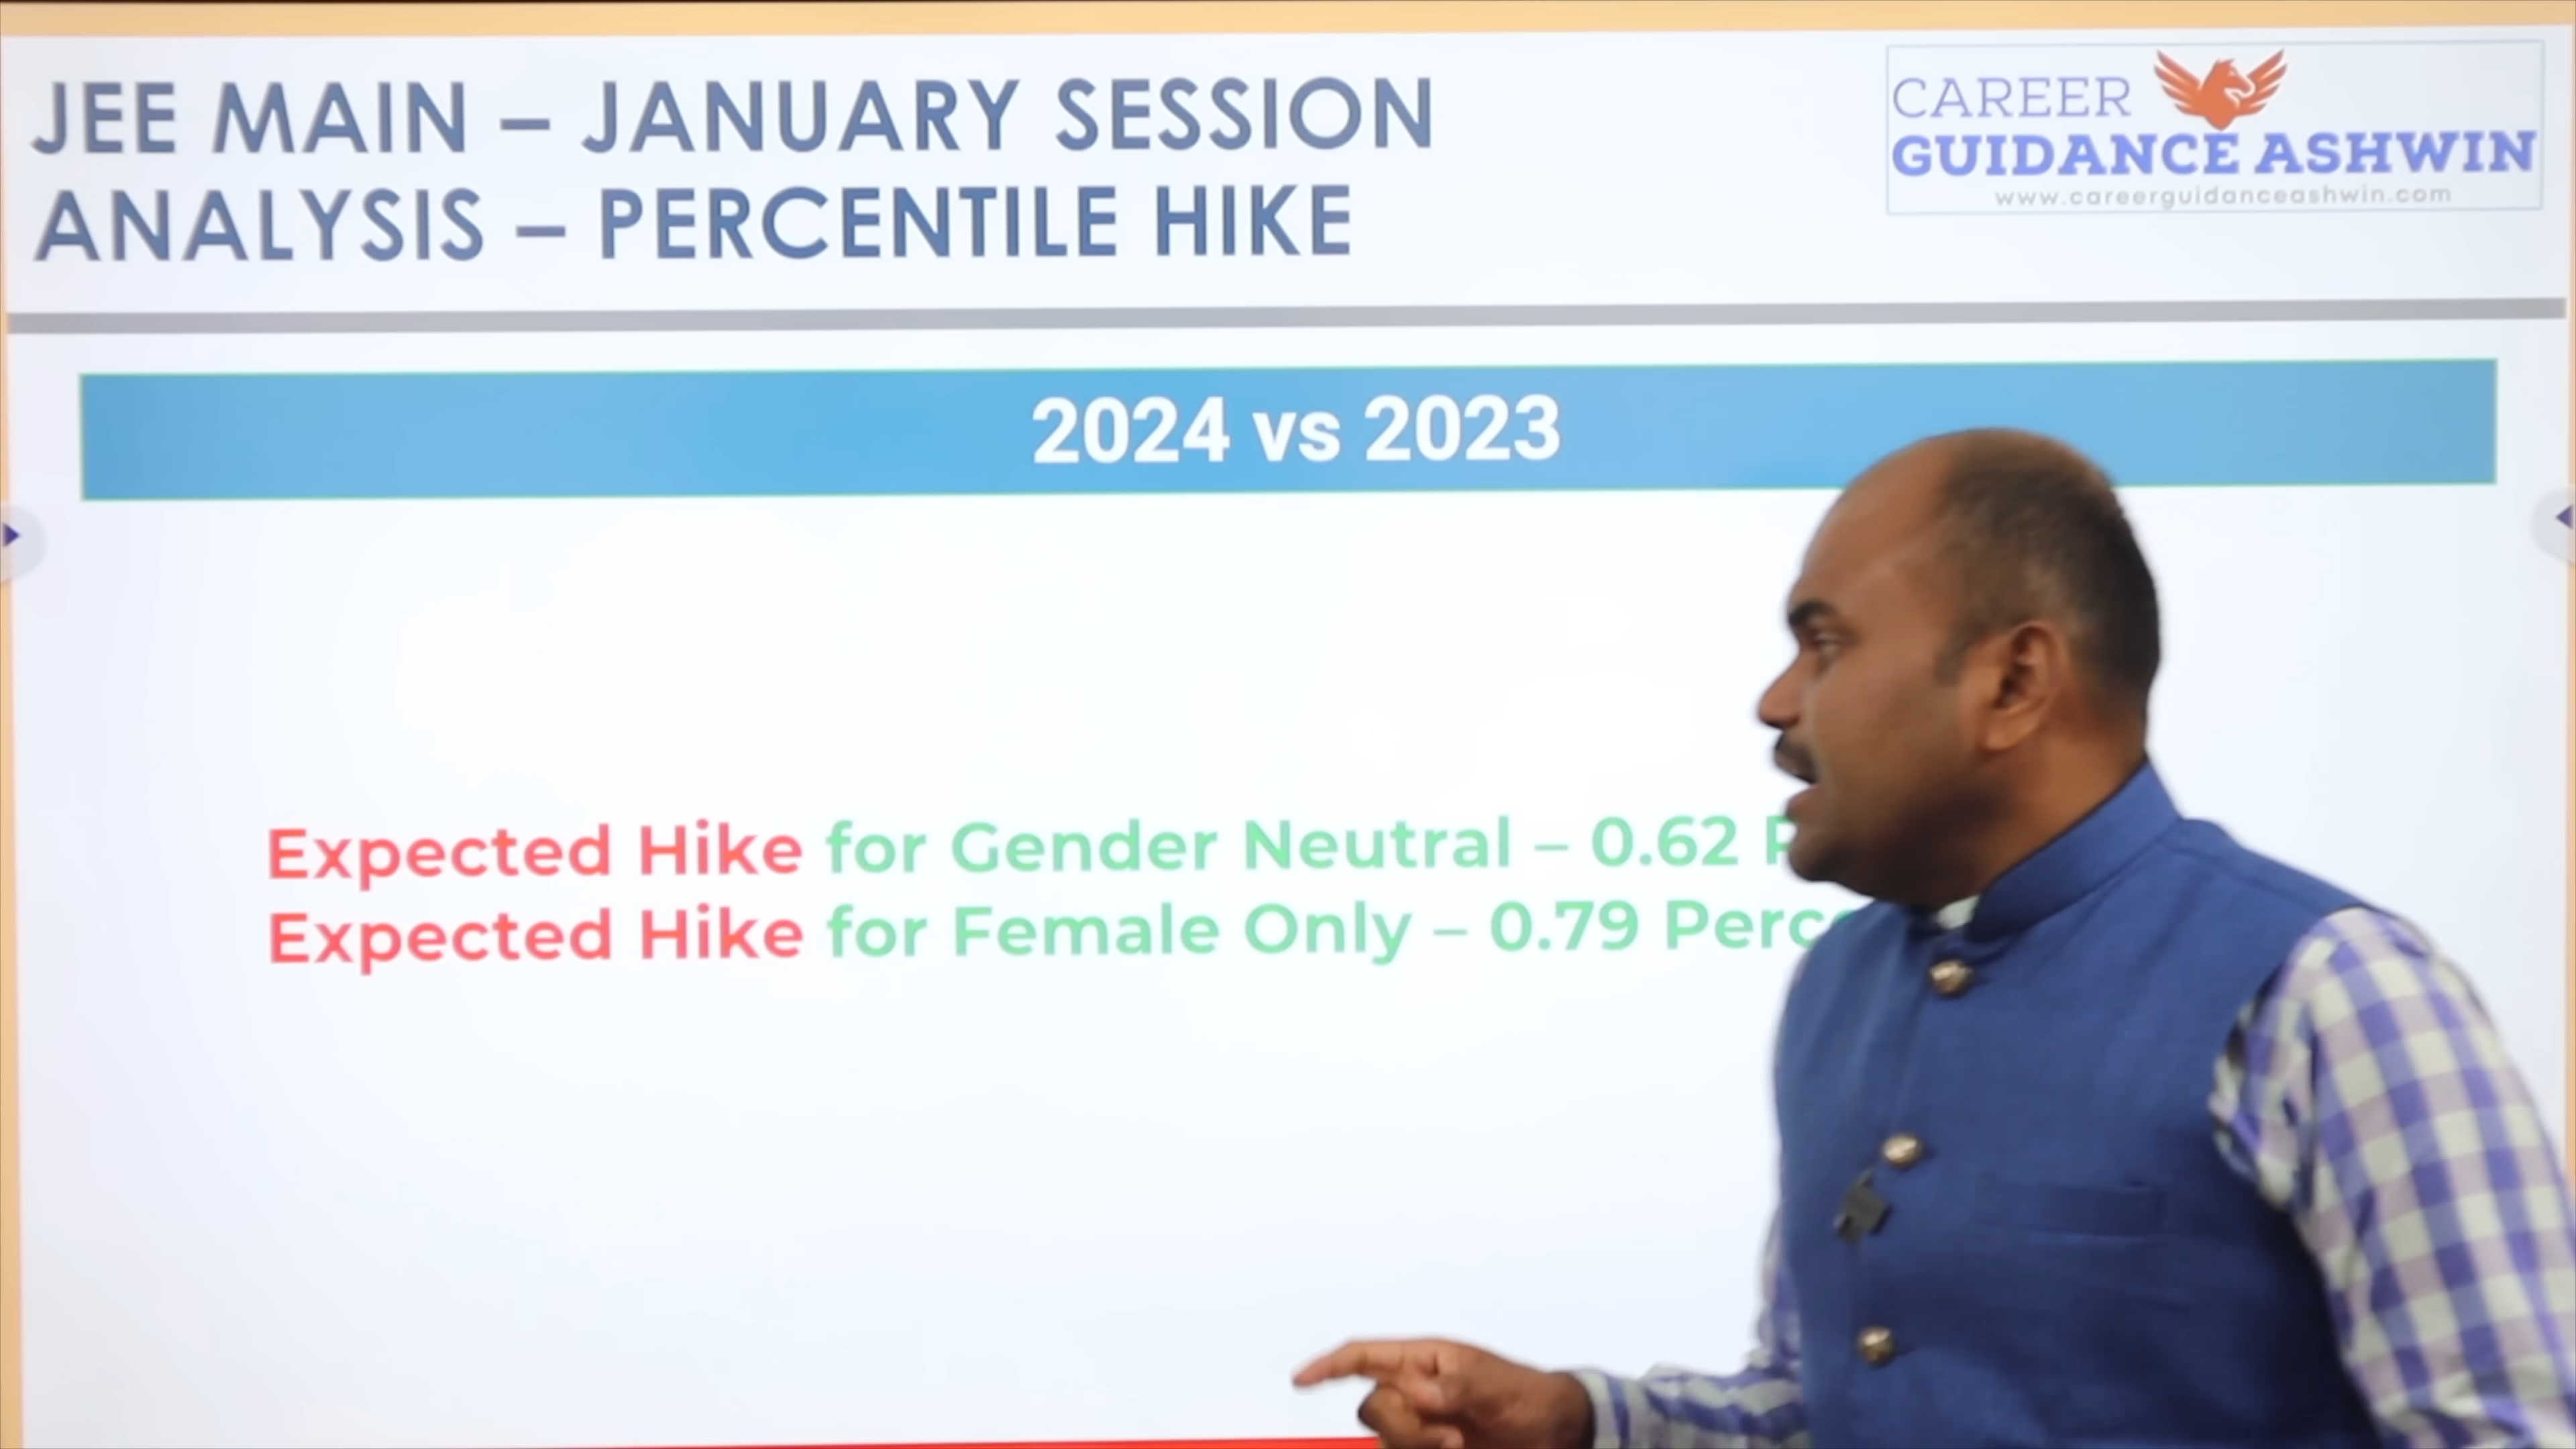 JEE MAIN – JANUARY SESSION
ANALYSIS – PERCENTILE HIKE
CAREER
GUIDANCE ASHWIN
www.careerguidanceashwin.com
2024 vs 2023
Expected Hike for Gender Neutral – 0.62
Expected Hike for Female Only – 0.79